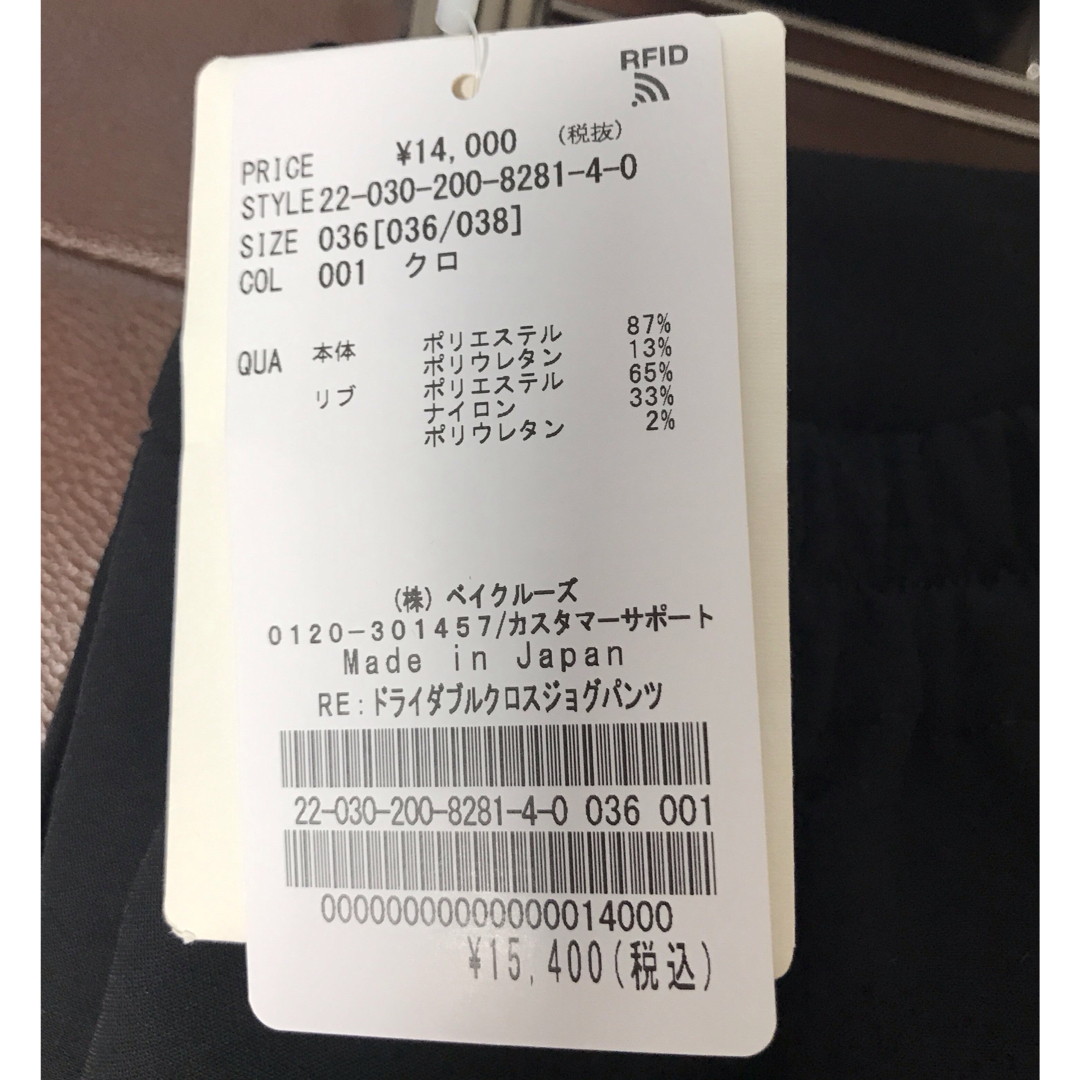 RFID
PRICE ¥14,000 (税抜)
STYLE 22-030-200-8281-4-0
SIZE 036[036/038]
COL 001 クロ
QUA 本体 ポリエステル 87%
ポリウレタン 13%
リブ ポリエステル 65%
ナイロン 33%
ポリウレタン 2%
(株) ベイクルーズ
0120-301457/カスタマーサポート
Made in Japan
RE:ドライダブルクロスジョグパンツ
22-030-200-8281-4-0 036 001
00000000000000014000
¥15,400(税込)